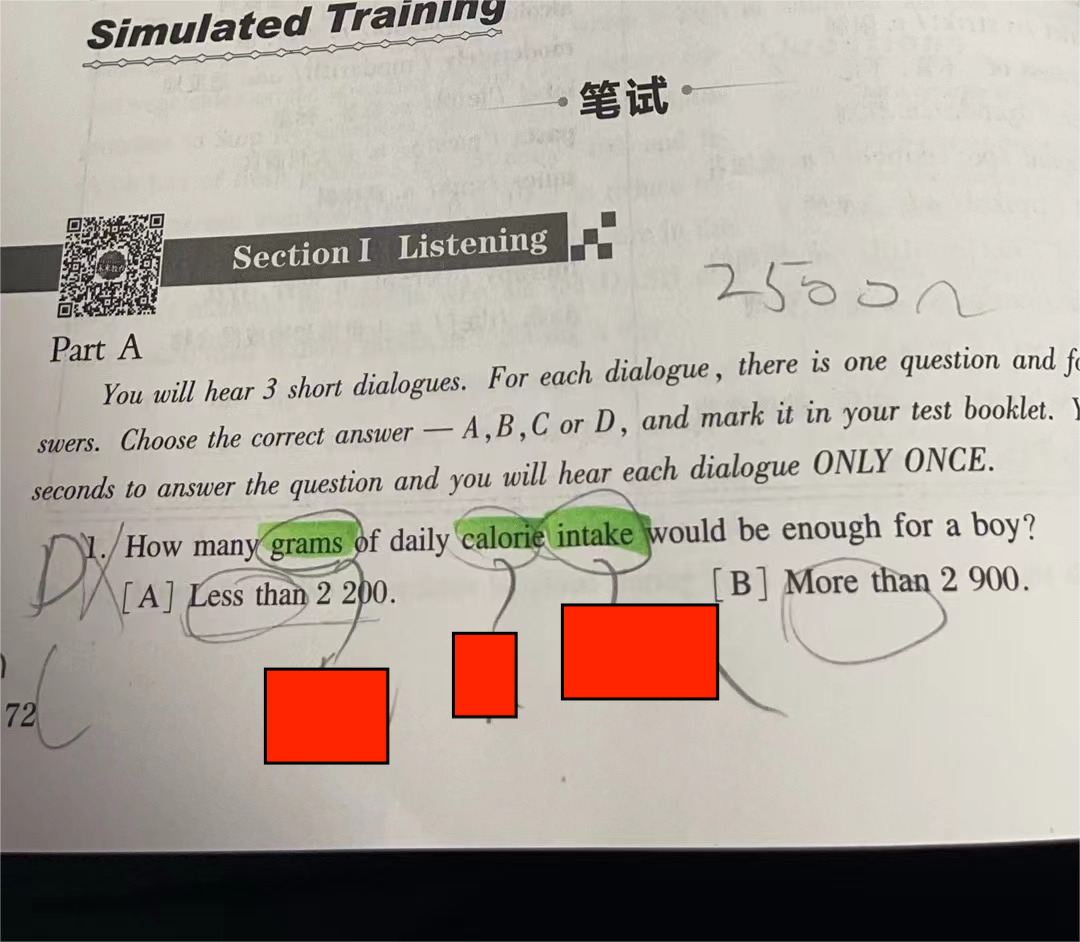 Simulated Training
笔试
Section I Listening
2500
Part A
You will hear 3 short dialogues. For each dialogue, there is one question and fo
swers. Choose the correct answer — A, B, C or D, and mark it in your test booklet. Y
seconds to answer the question and you will hear each dialogue ONLY ONCE.
D
1. How many grams of daily calorie intake would be enough for a boy?
[A] Less than 2 200.
[B] More than 2 900.
72